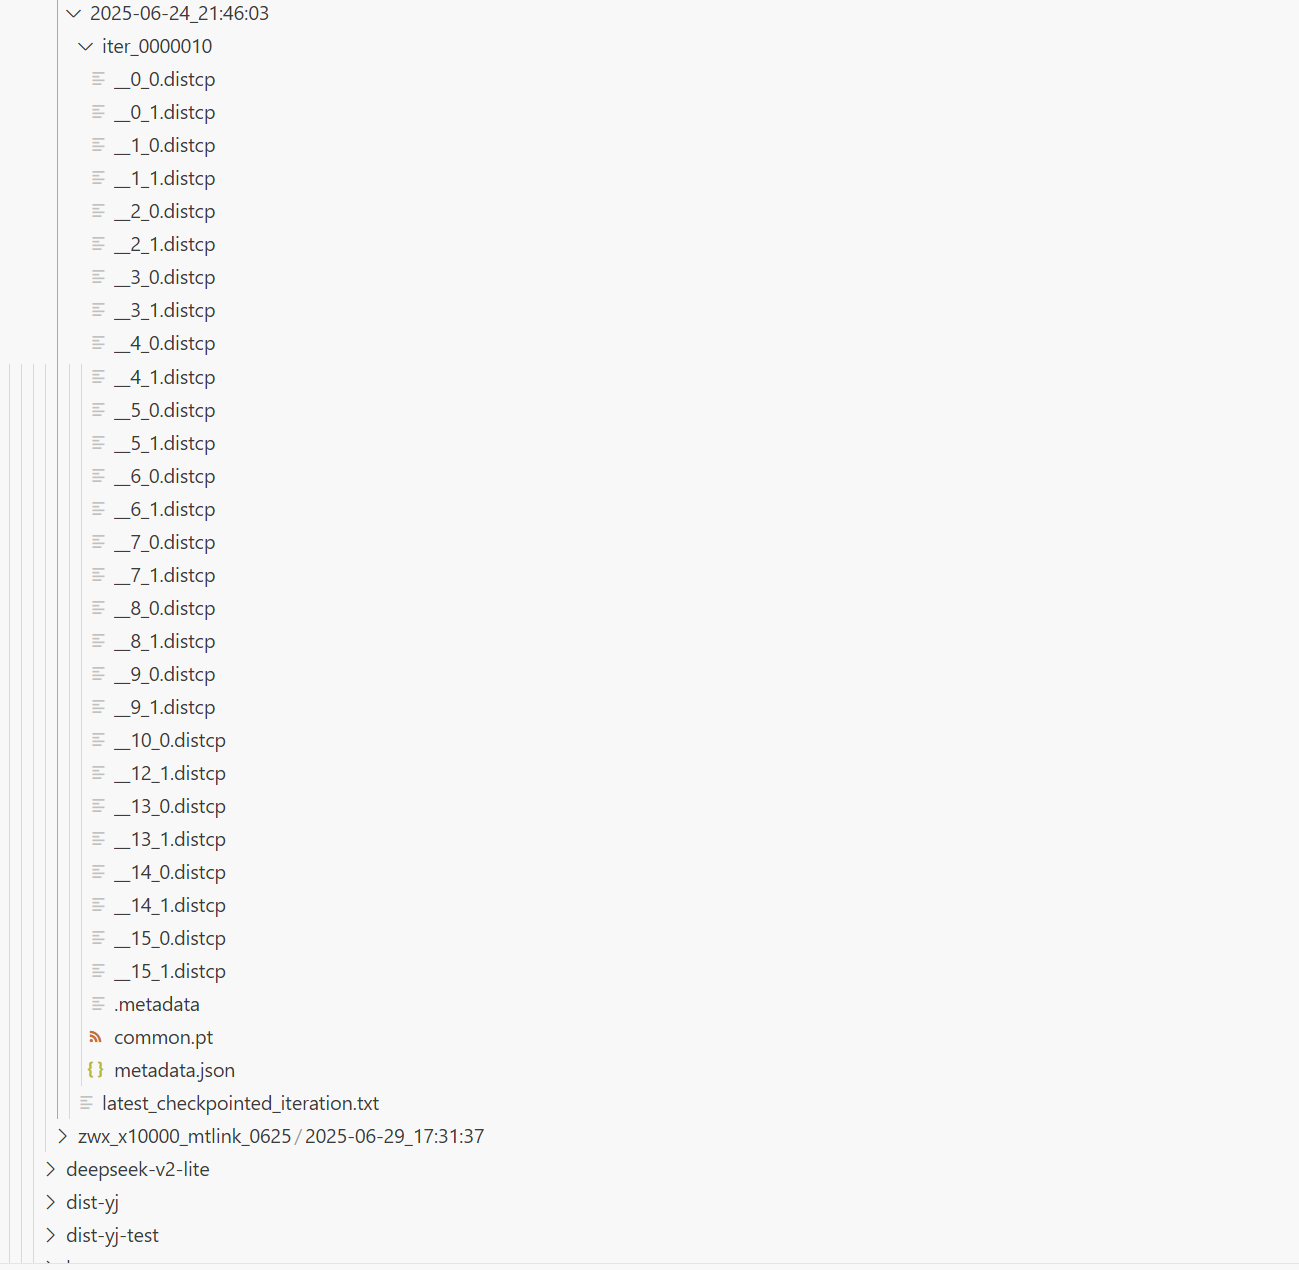 2025-06-24_21:46:03
iter_0000010
__0_0.distcp
__0_1.distcp
__1_0.distcp
__1_1.distcp
__2_0.distcp
__2_1.distcp
__3_0.distcp
__3_1.distcp
__4_0.distcp
__4_1.distcp
__5_0.distcp
__5_1.distcp
__6_0.distcp
__6_1.distcp
__7_0.distcp
__7_1.distcp
__8_0.distcp
__8_1.distcp
__9_0.distcp
__9_1.distcp
__10_0.distcp
__12_1.distcp
__13_0.distcp
__13_1.distcp
__14_0.distcp
__14_1.distcp
__15_0.distcp
__15_1.distcp
.metadata
common.pt
metadata.json
latest_checkpointed_iteration.txt
zwx_x10000_mtlink_0625/2025-06-29_17:31:37
deepseek-v2-lite
dist-yj
dist-yj-test